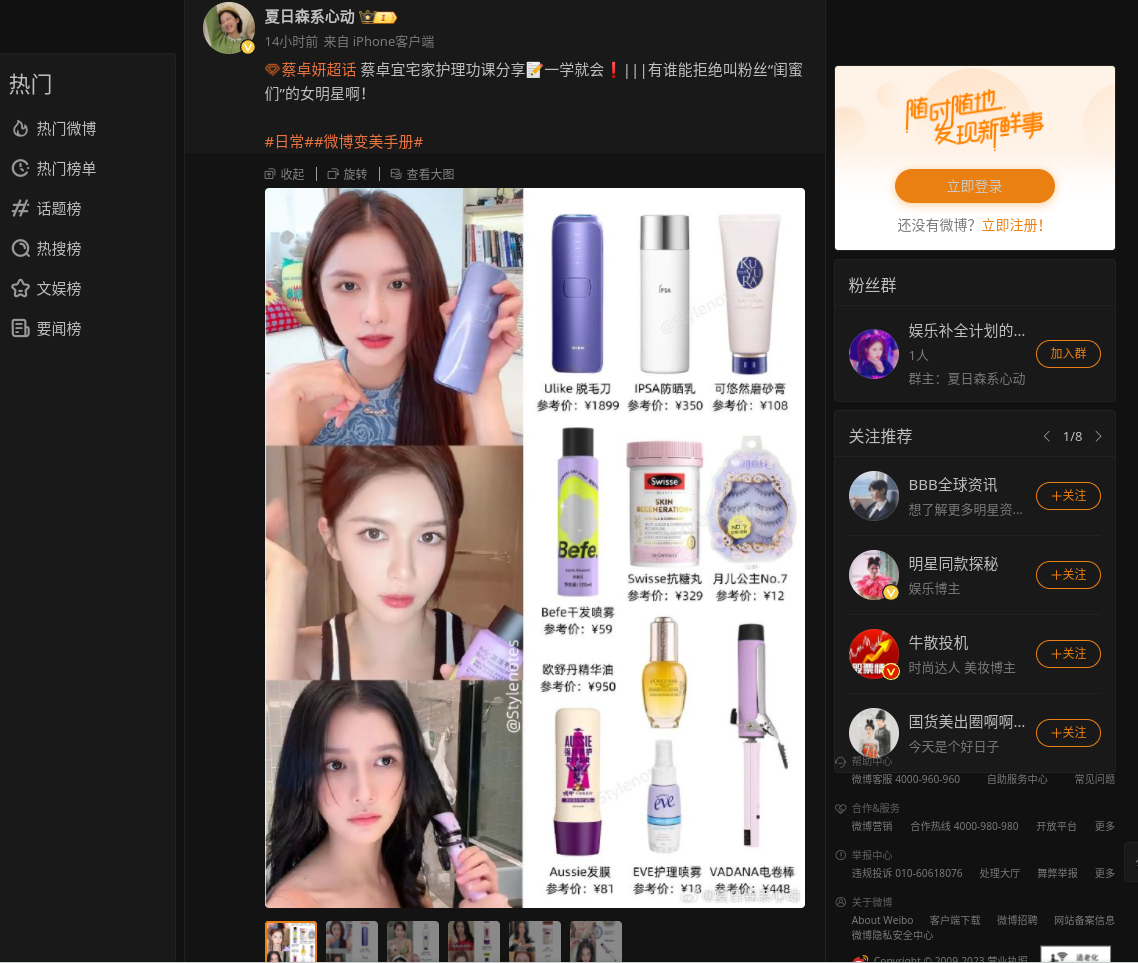 热门
热门微博
热门榜单
话题榜
热搜榜
文娱榜
要闻榜
夏日森系心动
14小时前 来自 iPhone客户端
蔡卓妍超话 蔡卓宜宅家护理功课分享📝一学就会❗|||有谁能拒绝叫粉丝“闺蜜
们”的女明星啊！
#日常##微博变美手册#
收起
旋转
查看大图
Ulike 脱毛刀
参考价：¥1899
IPSA防晒乳
参考价：¥350
可悠然磨砂膏
参考价：¥108
IPSA
KUYURA
Befe.
Swisse
SKIN
REGENERATION+
Swisse抗糖丸
参考价：¥329
月儿公主No.7
参考价：¥12
Befe干发喷雾
参考价：¥59
欧舒丹精华油
参考价：¥950
@Stylenotes
AUSSIE
eve.
Aussie发膜
参考价：¥81
EVE护理喷雾
参考价：¥18
VADANA电卷棒
参考价：¥448
随时随地
发现新鲜事
立即登录
还没有微博？立即注册！
粉丝群
娱乐补全计划的...
1人
群主：夏日森系心动
加入群
关注推荐
1/8
BBB全球资讯
想了解更多明星资...
+关注
明星同款探秘
娱乐博主
+关注
牛散投机
时尚达人 美妆博主
+关注
国货美出圈啊啊...
今天是个好日子
+关注
帮助中心
微博客服 4000-960-960 自助服务中心 常见问题
合作&服务
微博营销 合作热线 4000-980-980 开放平台 更多
举报中心
违规投诉 010-60618076 处理大厅 舞弊举报 更多
关于微博
About Weibo 客户端下载 微博招聘 网站备案信息
微博隐私安全中心
Copyright © 2009-2023 营业执照
适老化